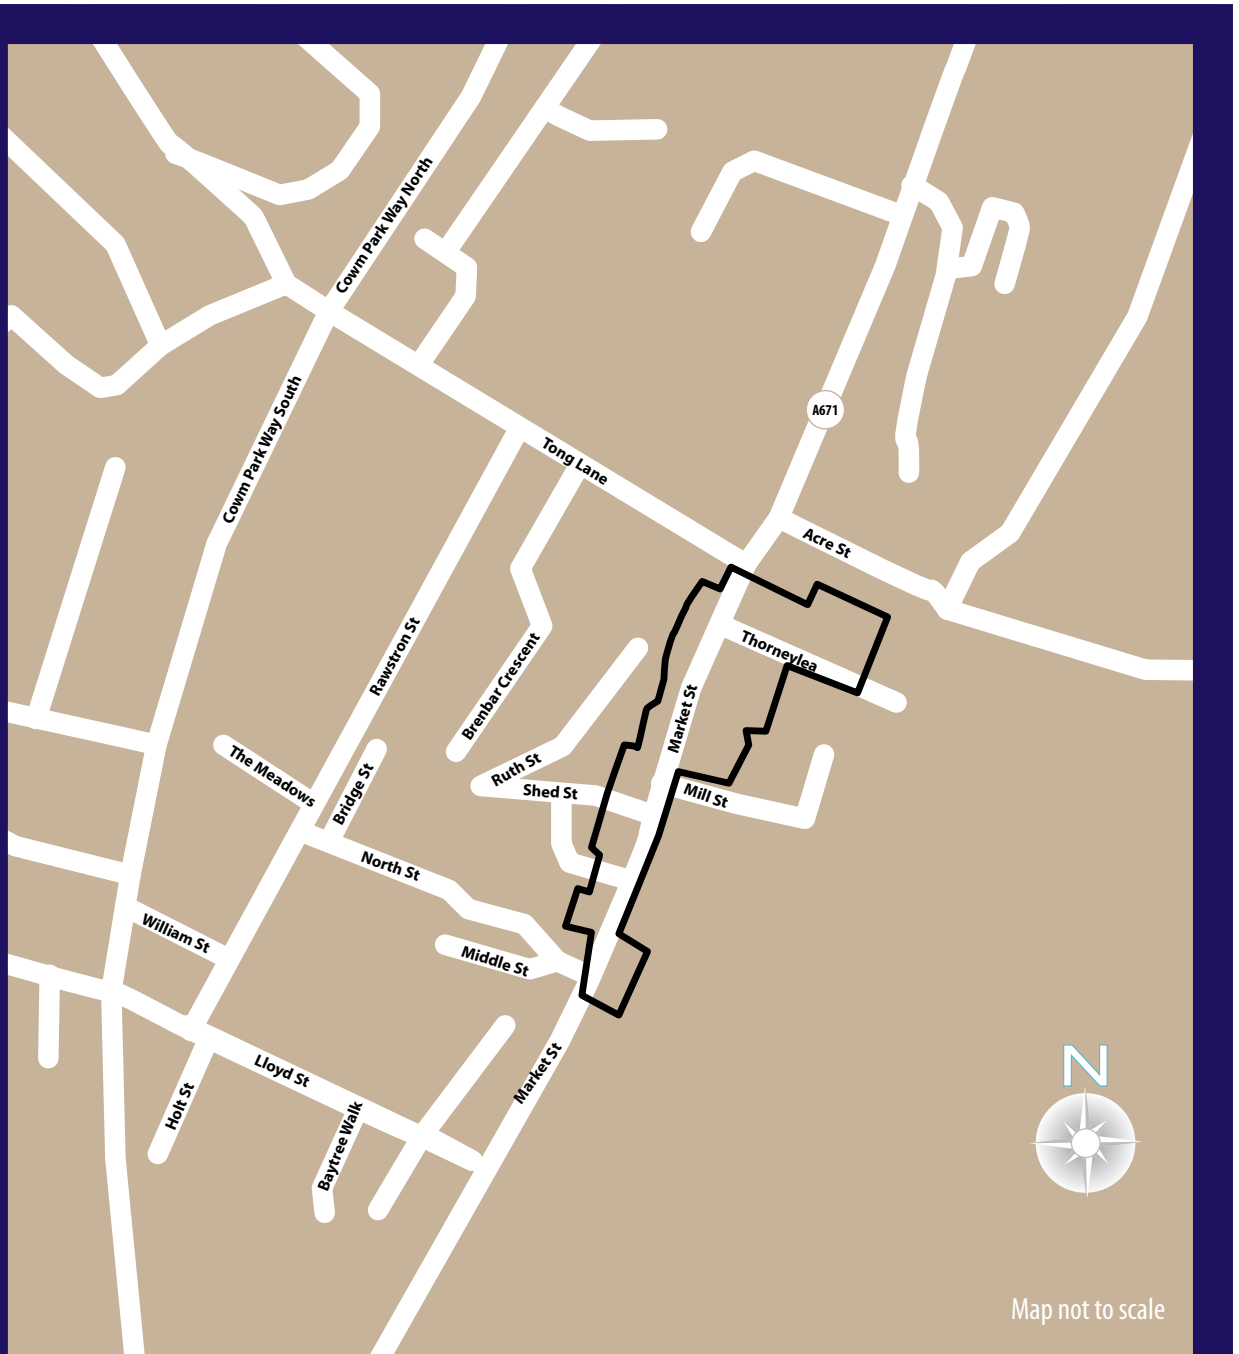 Cowm Park Way North
A671
Cowm Park Way South
Tong Lane
Acre St
Rawstron St
Thorneylea
Brenbar Crescent
Market St
The Meadows
Ruth St
Bridge St
Shed St
Mill St
North St
William St
Middle St
Lloyd St
Market St
N
Holt St
Baytree Walk
Map not to scale